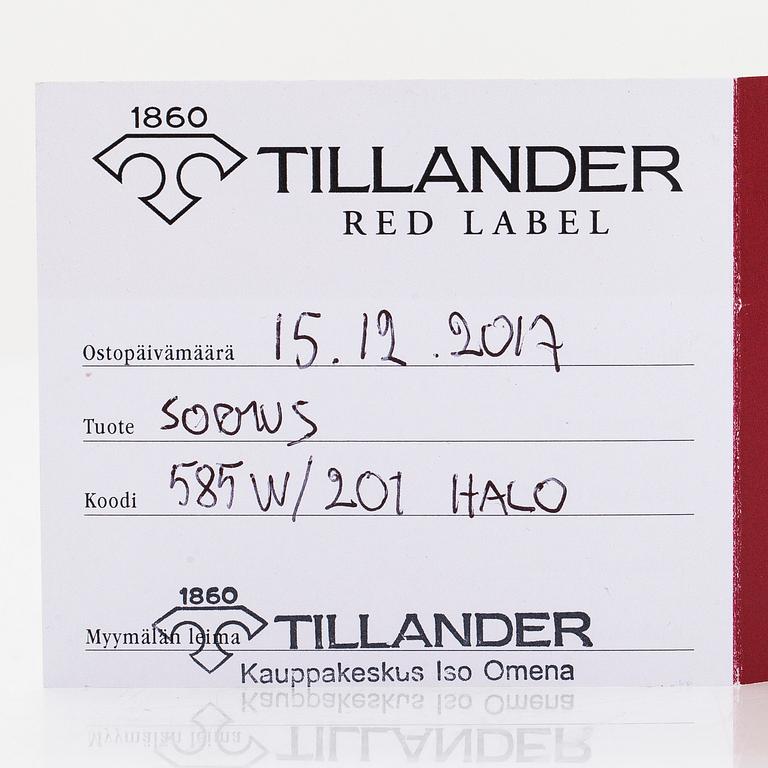 1860
TILLANDER
RED LABEL
Ostopäivämäärä 15.12.2017
Tuote SORMUS
Koodi 585W/201 HALO
1860
Myymälän leima TILLANDER
Kauppakeskus Iso Omena